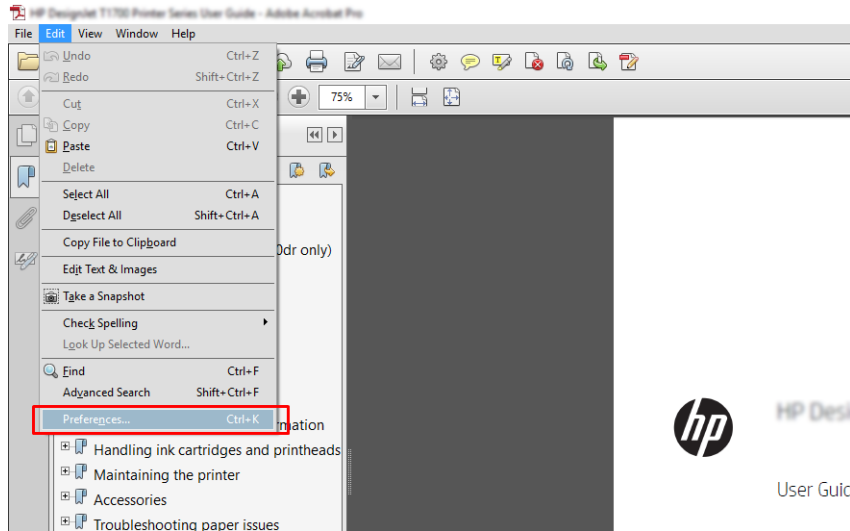 HP DesignJet T1700 Printer Series User Guide - Adobe Acrobat Pro
File Edit View Window Help
Undo Ctrl+Z
Redo Shift+Ctrl+Z
Cut Ctrl+X
75%
Copy Ctrl+C
Paste Ctrl+V
Delete
Select All Ctrl+A
Deselect All Shift+Ctrl+A
Copy File to Clipboard
0dr only)
Edit Text & Images
Take a Snapshot
Check Spelling
Look Up Selected Word...
Find Ctrl+F
Advanced Search Shift+Ctrl+F
Preferences... Ctrl+K
rmation
hp
HP Desi
Handling ink cartridges and printheads
Maintaining the printer
User Guid
Accessories
Troubleshooting paper issues